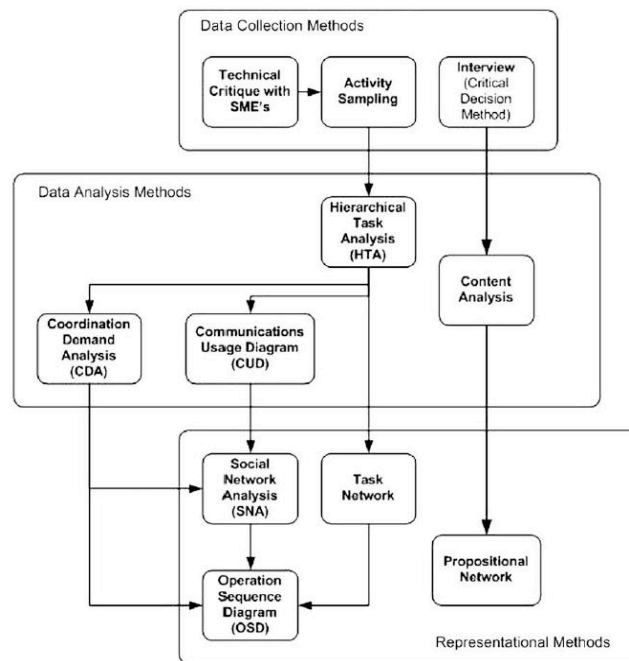 Data Collection Methods
Technical
Critique with
SME's
Activity
Sampling
Interview
(Critical
Decision
Method)
Data Analysis Methods
Hierarchical
Task
Analysis
(HTA)
Content
Analysis
Coordination
Demand
Analysis
(CDA)
Communications
Usage Diagram
(CUD)
Social
Network
Analysis
(SNA)
Task
Network
Propositional
Network
Operation
Sequence
Diagram
(OSD)
Representational Methods